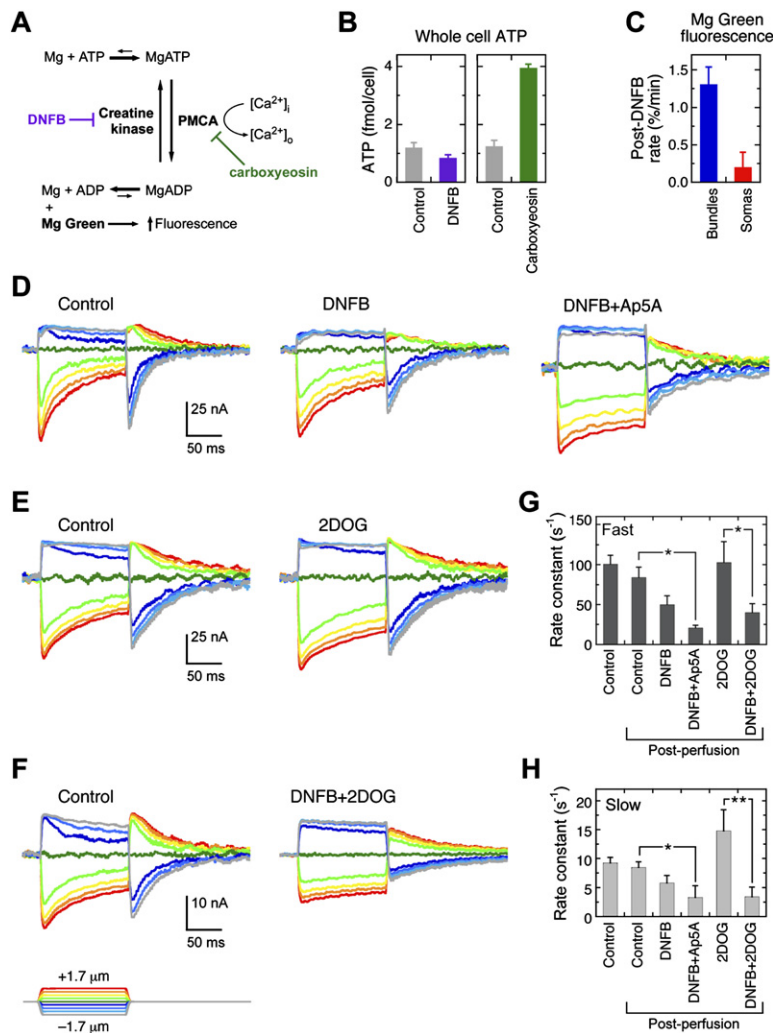 A
Mg + ATP
MgATP
DNFB
Creatine
kinase
PMCA
[Ca²⁺]i
[Ca²⁺]o
carboxyeosin
Mg + ADP
MgADP
+
Mg Green
Fluorescence
B
Whole cell ATP
ATP (fmol/cell)
4
3
2
1
0
Control
DNFB
Control
Carboxyeosin
C
Mg Green
fluorescence
Post-DNFB
rate (%/min)
1.5
1.0
0.5
0.0
Bundles
Somas
D
Control
DNFB
DNFB+Ap5A
25 nA
50 ms
E
Control
2DOG
25 nA
50 ms
F
Control
DNFB+2DOG
10 nA
50 ms
+1.7 µm
−1.7 µm
G
Fast
Rate constant (s⁻¹)
150
100
50
0
*
*
Control
Control
DNFB
DNFB+Ap5A
2DOG
DNFB+2DOG
Post-perfusion
H
Slow
Rate constant (s⁻¹)
20
15
10
5
0
*
**
Control
Control
DNFB
DNFB+Ap5A
2DOG
DNFB+2DOG
Post-perfusion